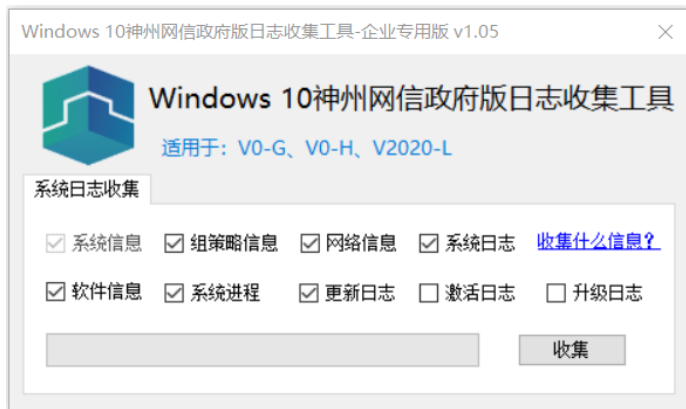 Windows 10神州网信政府版日志收集工具-企业专用版 v1.05
Windows 10神州网信政府版日志收集工具
适用于：V0-G、V0-H、V2020-L
系统日志收集
系统信息 组策略信息 网络信息 系统日志 收集什么信息？
软件信息 系统进程 更新日志 激活日志 升级日志
收集